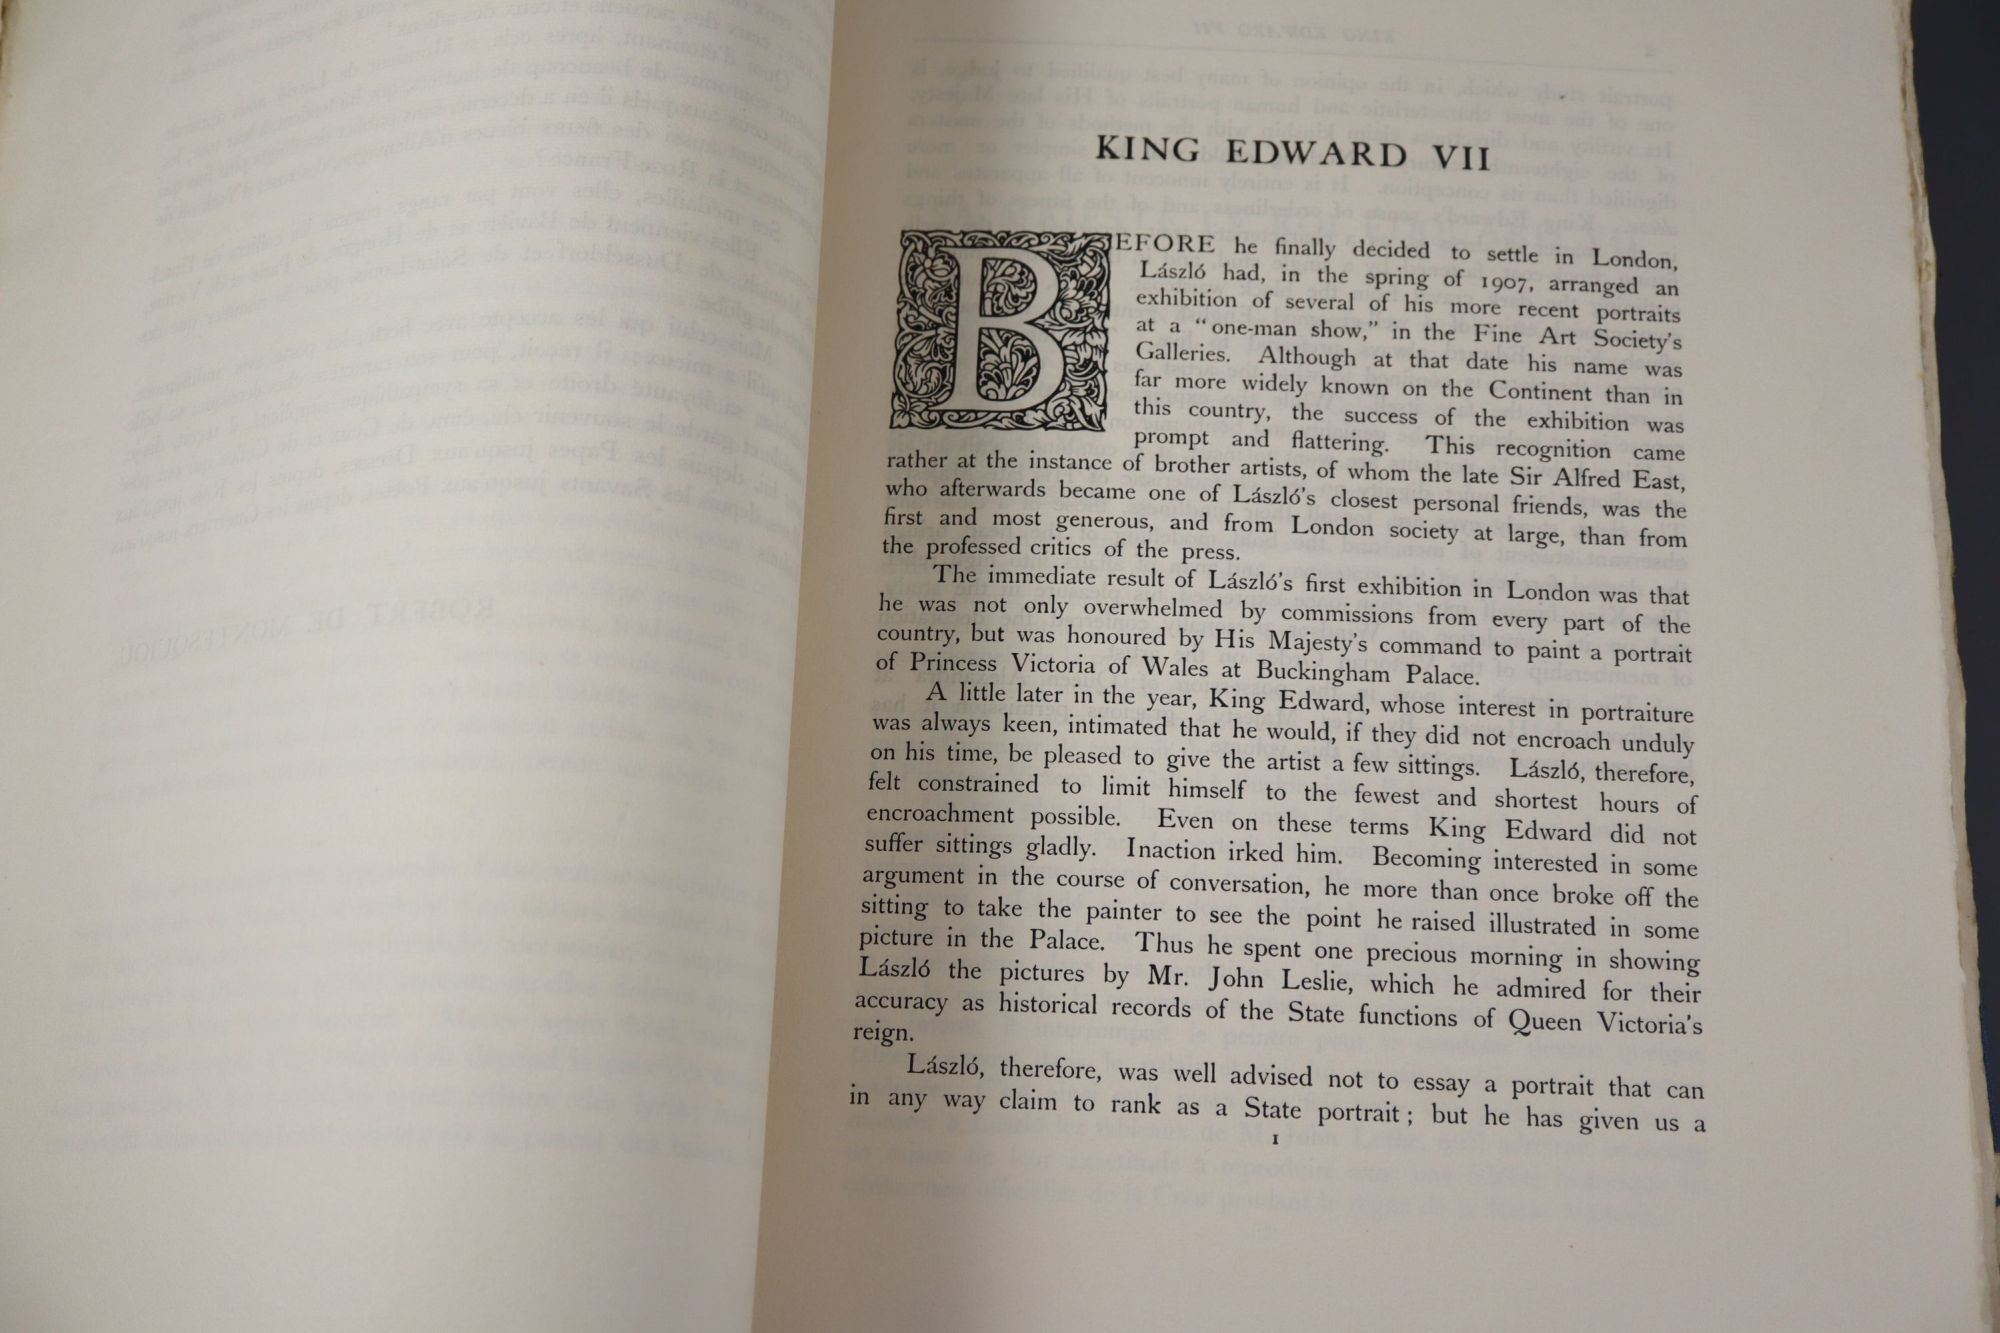 KING EDWARD VII
BEFORE he finally decided to settle in London,
László had, in the spring of 1907, arranged an
exhibition of several of his more recent portraits
at a “one-man show,” in the Fine Art Society’s
Galleries. Although at that date his name was
far more widely known on the Continent than in
this country, the success of the exhibition was
prompt and flattering. This recognition came
rather at the instance of brother artists, of whom the late Sir Alfred East,
who afterwards became one of László’s closest personal friends, was the
first and most generous, and from London society at large, than from
the professed critics of the press.
The immediate result of László’s first exhibition in London was that
he was not only overwhelmed by commissions from every part of the
country, but was honoured by His Majesty’s command to paint a portrait
of Princess Victoria of Wales at Buckingham Palace.
A little later in the year, King Edward, whose interest in portraiture
was always keen, intimated that he would, if they did not encroach unduly
on his time, be pleased to give the artist a few sittings. László, therefore,
felt constrained to limit himself to the fewest and shortest hours of
encroachment possible. Even on these terms King Edward did not
suffer sittings gladly. Inaction irked him. Becoming interested in some
argument in the course of conversation, he more than once broke off the
sitting to take the painter to see the point he raised illustrated in some
picture in the Palace. Thus he spent one precious morning in showing
László the pictures by Mr. John Leslie, which he admired for their
accuracy as historical records of the State functions of Queen Victoria’s
reign.
László, therefore, was well advised not to essay a portrait that can
in any way claim to rank as a State portrait; but he has given us a
1